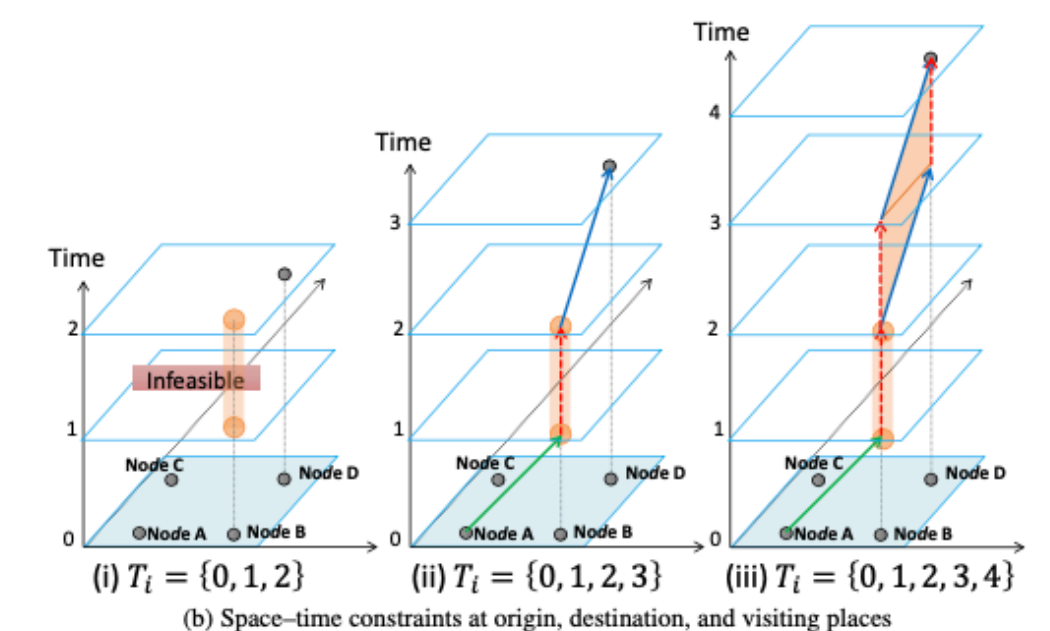 Time
4
3
2
1
0
Node C
Node D
Node A
Node B
(iii) T_i = {0, 1, 2, 3, 4}
Time
3
2
1
0
Node C
Node D
Node A
Node B
(ii) T_i = {0, 1, 2, 3}
Time
2
Infeasible
1
0
Node C
Node D
Node A
Node B
(i) T_i = {0, 1, 2}
(b) Space–time constraints at origin, destination, and visiting places